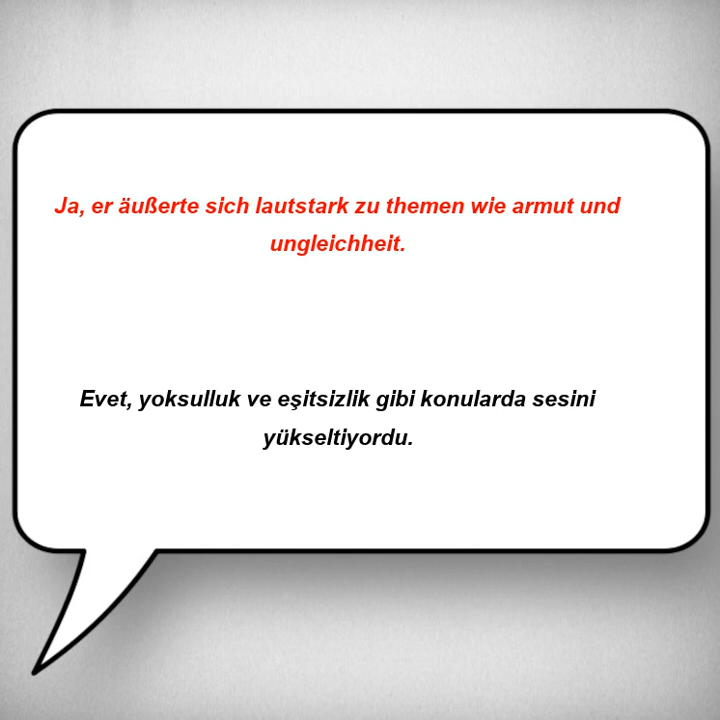 Ja, er äußerte sich lautstark zu themen wie armut und
ungleichheit.
Evet, yoksulluk ve eşitsizlik gibi konularda sesini
yükseltiyordu.